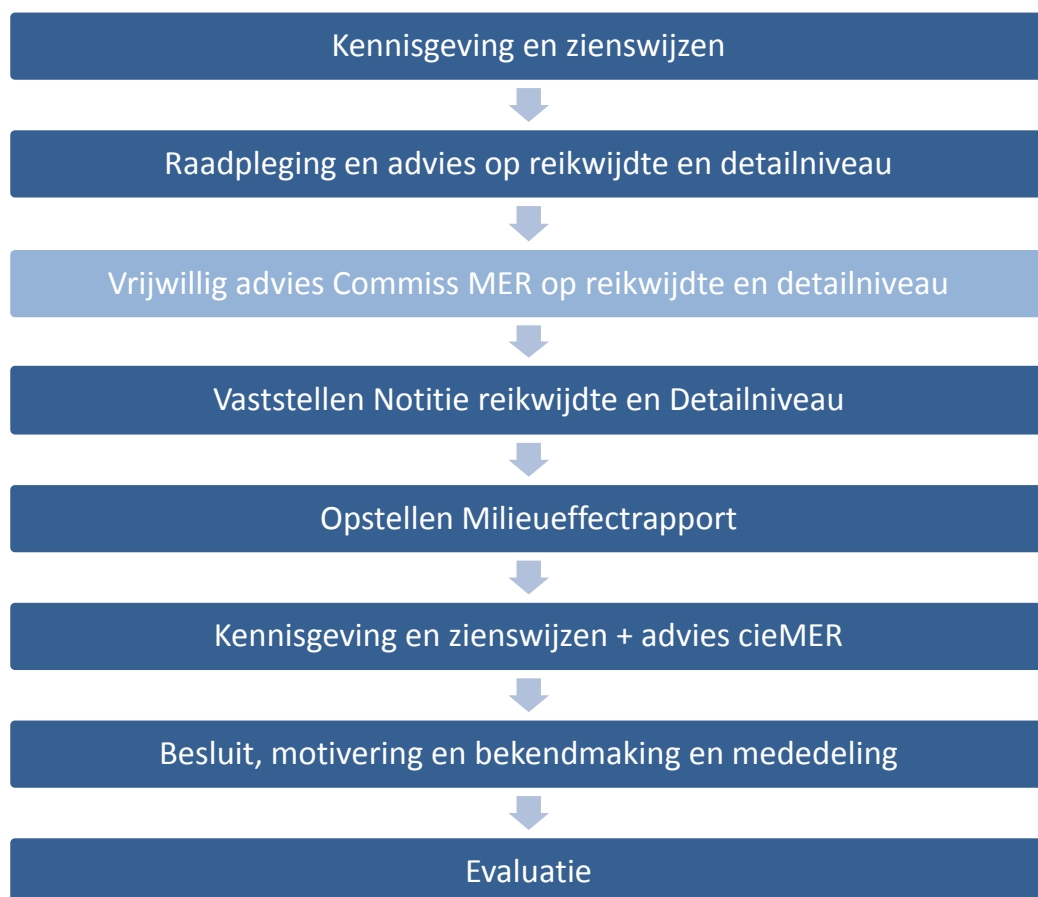 Kennisgeving en zienswijzen
Raadpleging en advies op reikwijdte en detailniveau
Vrijwillig advies Commiss MER op reikwijdte en detailniveau
Vaststellen Notitie reikwijdte en Detailniveau
Opstellen Milieueffectrapport
Kennisgeving en zienswijzen + advies cieMER
Besluit, motivering en bekendmaking en mededeling
Evaluatie